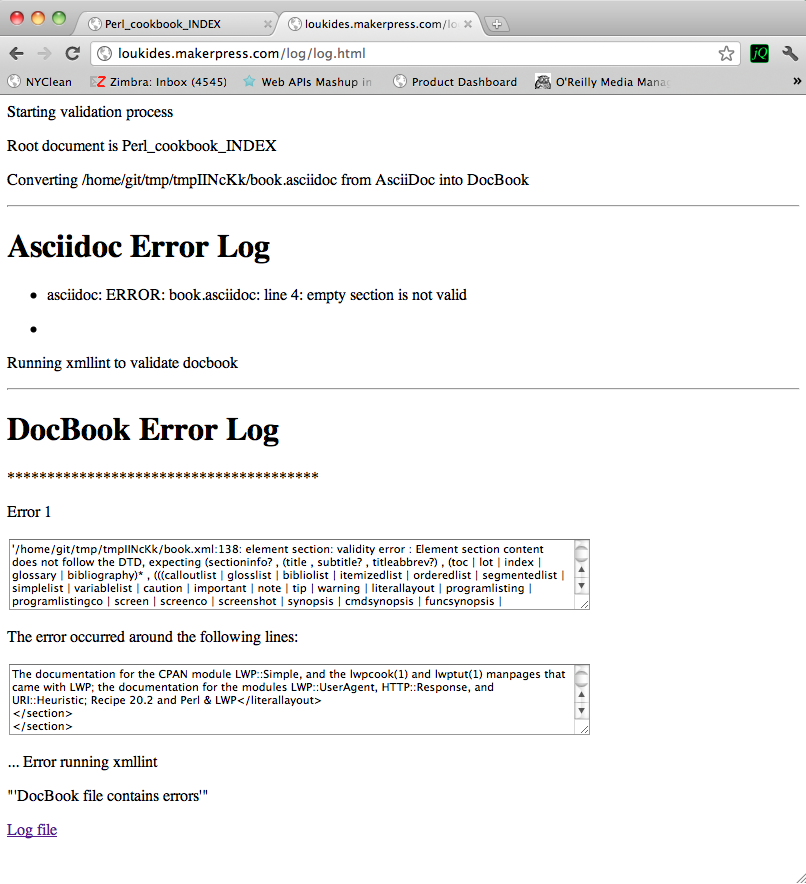 Perl_cookbook_INDEX
loukides.makerpress.com/lo
loukides.makerpress.com/log/log.html
jQ
NYClean
Zimbra: Inbox (4545)
Web APIs Mashup in
Product Dashboard
O'Reilly Media Mana
»
Starting validation process
Root document is Perl_cookbook_INDEX
Converting /home/git/tmp/tmpIINcKk/book.asciidoc from AsciiDoc into DocBook
Asciidoc Error Log
• asciidoc: ERROR: book.asciidoc: line 4: empty section is not valid
•
Running xmllint to validate docbook
DocBook Error Log
***************************************
Error 1
'/home/git/tmp/tmpIINcKk/book.xml:138: element section: validity error : Element section content
does not follow the DTD, expecting (sectioninfo? , (title , subtitle? , titleabbrev?) , (toc | lot | index |
glossary | bibliography)* , (((calloutlist | glosslist | bibliolist | itemizedlist | orderedlist | segmentedlist |
simplelist | variablelist | caution | important | note | tip | warning | literallayout | programlisting |
programlistingco | screen | screenco | screenshot | synopsis | cmdsynopsis | funcsynopsis |
The error occurred around the following lines:
The documentation for the CPAN module LWP::Simple, and the lwpcook(1) and lwptut(1) manpages that
came with LWP; the documentation for the modules LWP::UserAgent, HTTP::Response, and
URI::Heuristic; Recipe 20.2 and Perl & LWP</literallayout>
</section>
</section>
... Error running xmllint
"'DocBook file contains errors'"
Log file